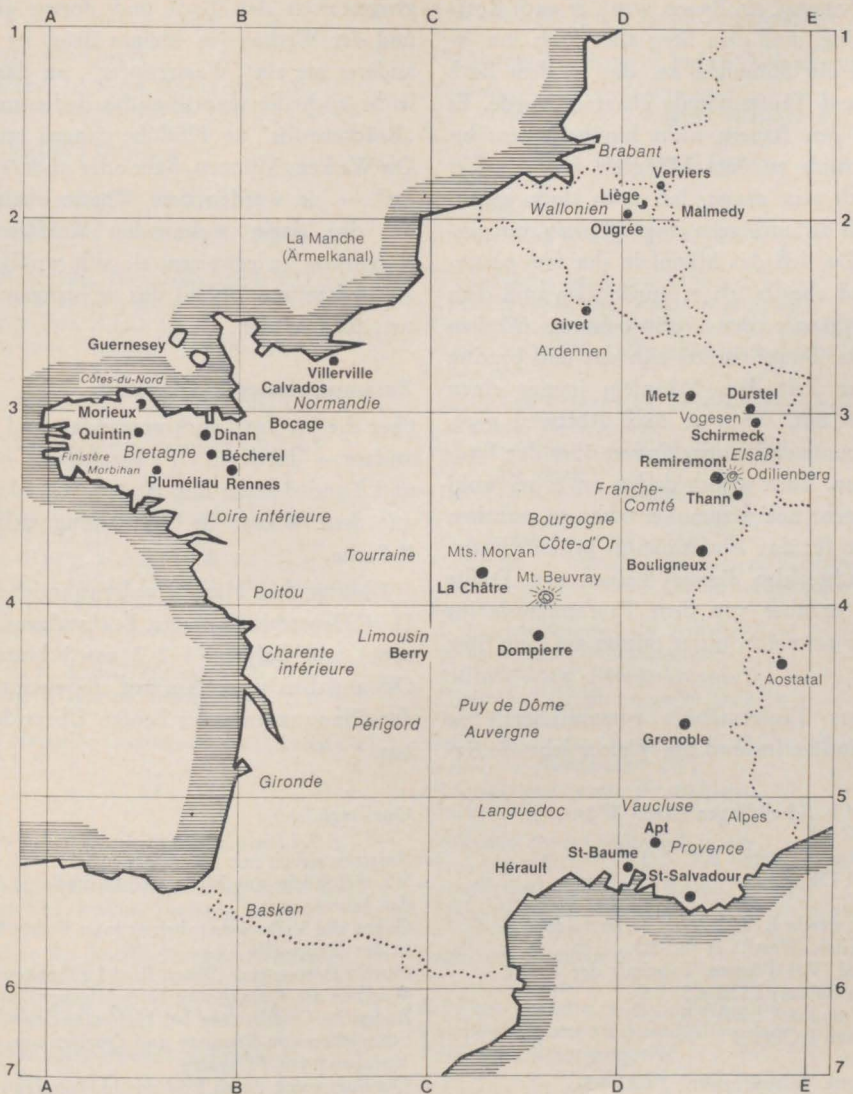 A B C D E
1 1
Brabant
Verviers
Liège
Wallonien
Malmedy
2 Ougrée 2
La Manche
(Ärmelkanal)
Givet
Guernesey
Ardennen
Villerville
Côtes-du-Nord
Calvados
Normandie
Metz
Durstel
3 Morieux Bocage 3
Vogesen
Schirmeck
Quintin
Dinan
Bretagne
Bécherel
Finistère
Morbihan
Elsaß
Remiremont
Odilienberg
Pluméliau
Rennes
Franche-
Comté
Thann
Loire inférieure
Bourgogne
Côte-d'Or
Tourraine
Mts. Morvan
Bouligneux
La Châtre
Mt. Beuvray
Poitou
4 4
Limousin
Berry
Charente
inférieure
Dompierre
Aostatal
Puy de Dôme
Périgord
Auvergne
Grenoble
Gironde
5 5
Languedoc
Vaucluse
Alpes
Apt
Provence
Hérault
St-Baume
St-Salvadour
Basken
6 6
7 7
A B C D E